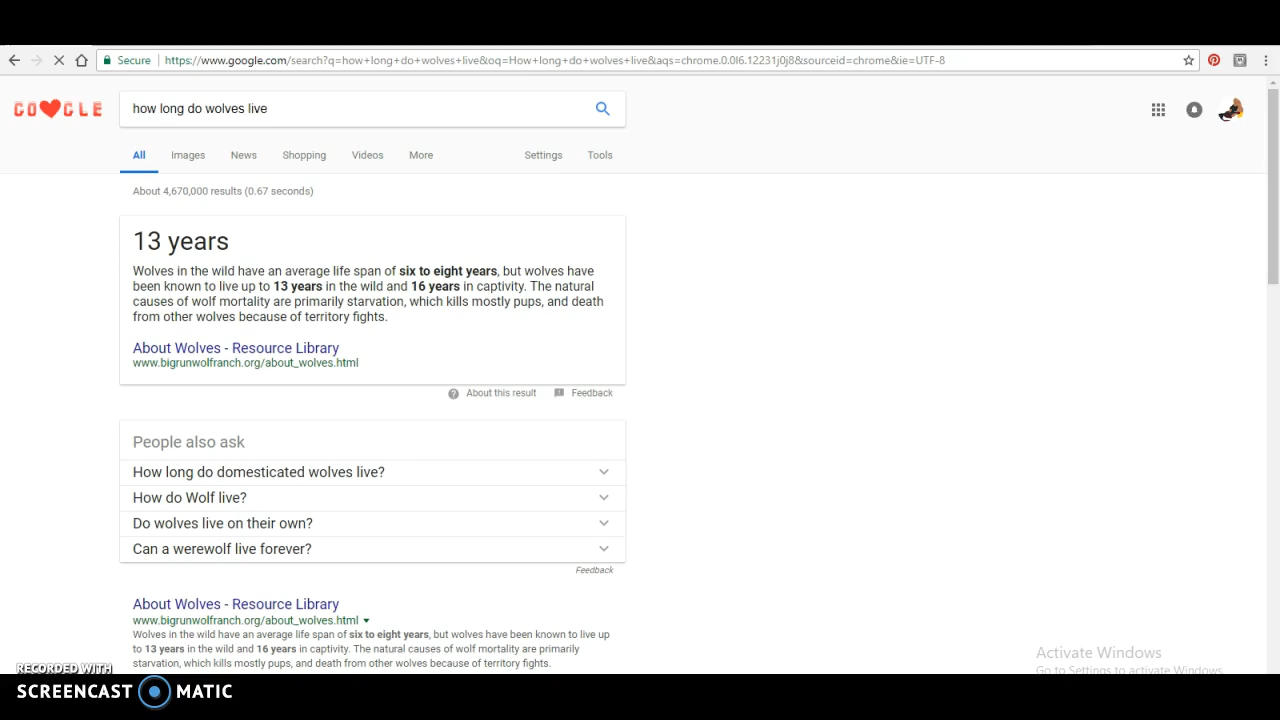 Secure https://www.google.com/search?q=how+long+do+wolves+live&oq=How+long+do+wolves+live&aqs=chrome.0.0l6.12231j0j8&sourceid=chrome&ie=UTF-8
GO❤GLE how long do wolves live
All Images News Shopping Videos More Settings Tools
About 4,670,000 results (0.67 seconds)
13 years
Wolves in the wild have an average life span of six to eight years, but wolves have
been known to live up to 13 years in the wild and 16 years in captivity. The natural
causes of wolf mortality are primarily starvation, which kills mostly pups, and death
from other wolves because of territory fights.
About Wolves - Resource Library
www.bigrunwolfranch.org/about_wolves.html
About this result Feedback
People also ask
How long do domesticated wolves live?
How do Wolf live?
Do wolves live on their own?
Can a werewolf live forever?
Feedback
About Wolves - Resource Library
www.bigrunwolfranch.org/about_wolves.html
Wolves in the wild have an average life span of six to eight years, but wolves have been known to live up
to 13 years in the wild and 16 years in captivity. The natural causes of wolf mortality are primarily
starvation, which kills mostly pups, and death from other wolves because of territory fights.
Activate Windows
Go to Settings to activate Windows.
RECORDED WITH
SCREENCAST MATIC